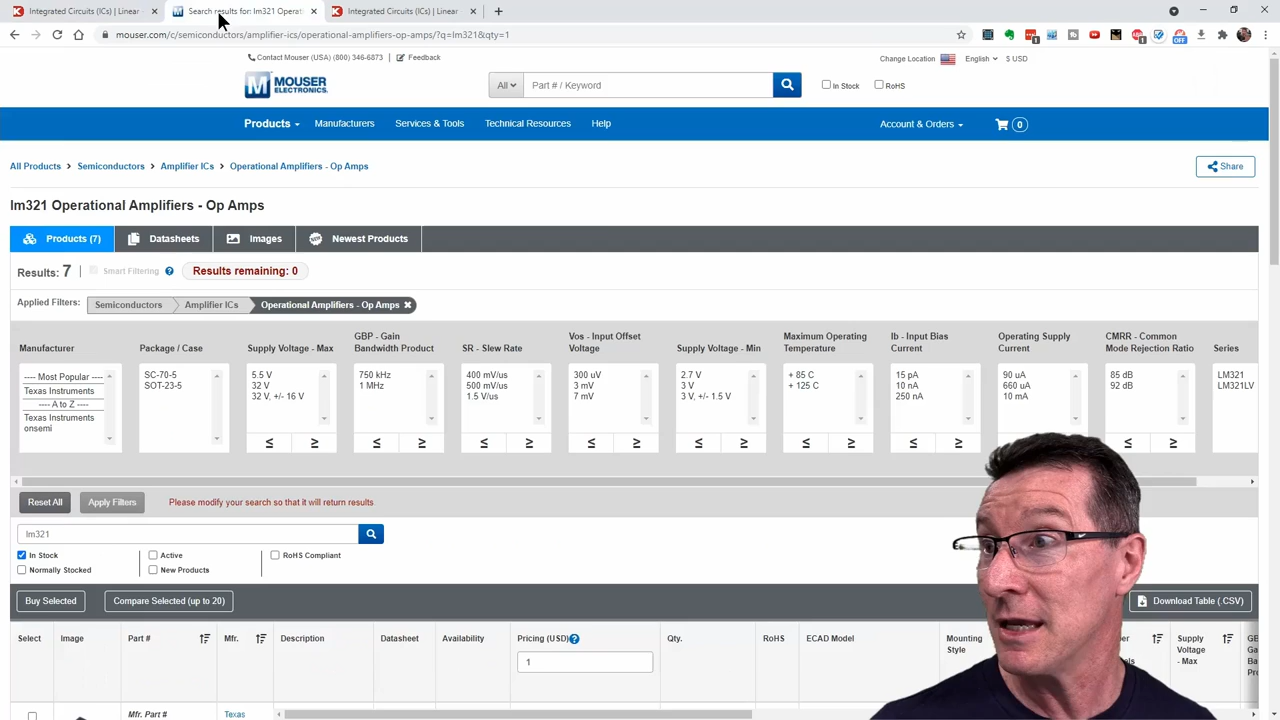 Integrated Circuits (ICs) | Linear
Search results for: lm321 Operati
Integrated Circuits (ICs) | Linear
mouser.com/c/semiconductors/amplifier-ics/operational-amplifiers-op-amps/?q=lm321&qty=1
Contact Mouser (USA) (800) 346-6873 | Feedback
Change Location English $ USD
MOUSER ELECTRONICS
All Part # / Keyword
In Stock RoHS
Products Manufacturers Services & Tools Technical Resources Help Account & Orders 0
All Products > Semiconductors > Amplifier ICs > Operational Amplifiers - Op Amps
Share
lm321 Operational Amplifiers - Op Amps
Products (7) Datasheets Images Newest Products
Results: 7 | Smart Filtering Results remaining: 0
Applied Filters: Semiconductors Amplifier ICs Operational Amplifiers - Op Amps
Manufacturer
---- Most Popular ----
Texas Instruments
---- A to Z ----
Texas Instruments
onsemi
Package / Case
SC-70-5
SOT-23-5
Supply Voltage - Max
5.5 V
32 V
32 V, +/- 16 V
≤ ≥
GBP - Gain
Bandwidth Product
750 kHz
1 MHz
≤ ≥
SR - Slew Rate
400 mV/us
500 mV/us
1.5 V/us
≤ ≥
Vos - Input Offset
Voltage
300 uV
3 mV
7 mV
≤ ≥
Supply Voltage - Min
2.7 V
3 V
3 V, +/- 1.5 V
≤ ≥
Maximum Operating
Temperature
+ 85 C
+ 125 C
≤ ≥
Ib - Input Bias
Current
15 pA
10 nA
250 nA
≤ ≥
Operating Supply
Current
90 uA
660 uA
10 mA
≤ ≥
CMRR - Common
Mode Rejection Ratio
85 dB
92 dB
≤ ≥
Series
LM321
LM321LV
Reset All Apply Filters Please modify your search so that it will return results
lm321
In Stock Active RoHS Compliant
Normally Stocked New Products
Buy Selected Compare Selected (up to 20) Download Table (.CSV)
Select Image Part # Mfr. Description Datasheet Availability Pricing (USD) Qty. RoHS ECAD Model
Mounting
Style
Supply
Voltage
- Max
1
Mfr. Part # Texas